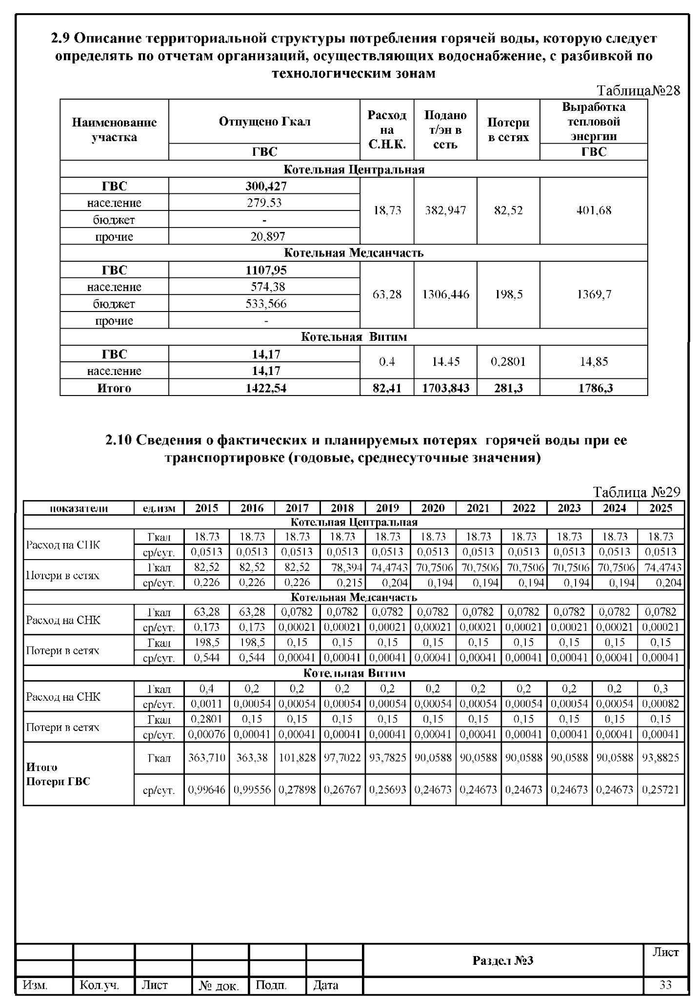 2.9 Описание территориальной структуры потребления горячей воды, которую следует
определять по отчетам организаций, осуществляющих водоснабжение, с разбивкой по
технологическим зонам
Таблица№28
Наименование участка Отпущено Гкал Расход на С.Н.К. Подано т/эн в сеть Потери в сетях Выработка тепловой энергии
ГВС ГВС
Котельная Центральная
ГВС 300,427 18,73 382,947 82,52 401,68
население 279,53
бюджет -
прочие 20,897
Котельная Медсанчасть
ГВС 1107,95 63,28 1306,446 198,5 1369,7
население 574,38
бюджет 533,566
прочие -
Котельная Витим
ГВС 14,17 0.4 14.45 0,2801 14,85
население 14,17
Итого 1422,54 82,41 1703,843 281,3 1786,3
2.10 Сведения о фактических и планируемых потерях горячей воды при ее
транспортировке (годовые, среднесуточные значения)
Таблица №29
показатели ед.изм 2015 2016 2017 2018 2019 2020 2021 2022 2023 2024 2025
Котельная Центральная
Расход на СНК Гкал 18.73 18.73 18.73 18.73 18.73 18.73 18.73 18.73 18.73 18.73 18.73
ср/сут. 0,0513 0,0513 0,0513 0,0513 0,0513 0,0513 0,0513 0,0513 0,0513 0,0513 0,0513
Потери в сетях Гкал 82,52 82,52 82,52 78,394 74,4743 70,7506 70,7506 70,7506 70,7506 70,7506 74,4743
ср/сут. 0,226 0,226 0,226 0,215 0,204 0,194 0,194 0,194 0,194 0,194 0,204
Котельная Медсанчасть
Расход на СНК Гкал 63,28 63,28 0,0782 0,0782 0,0782 0,0782 0,0782 0,0782 0,0782 0,0782 0,0782
ср/сут. 0,173 0,173 0,00021 0,00021 0,00021 0,00021 0,00021 0,00021 0,00021 0,00021 0,00021
Потери в сетях Гкал 198,5 198,5 0,15 0,15 0,15 0,15 0,15 0,15 0,15 0,15 0,15
ср/сут. 0,544 0,544 0,00041 0,00041 0,00041 0,00041 0,00041 0,00041 0,00041 0,00041 0,00041
Котельная Витим
Расход на СНК Гкал 0,4 0,2 0,2 0,2 0,2 0,2 0,2 0,2 0,2 0,2 0,3
ср/сут. 0,0011 0,00054 0,00054 0,00054 0,00054 0,00054 0,00054 0,00054 0,00054 0,00054 0,00082
Потери в сетях Гкал 0,2801 0,15 0,15 0,15 0,15 0,15 0,15 0,15 0,15 0,15 0,15
ср/сут. 0,00076 0,00041 0,00041 0,00041 0,00041 0,00041 0,00041 0,00041 0,00041 0,00041 0,00041
Итого
Потери ГВС
Гкал 363,710 363,38 101,828 97,7022 93,7825 90,0588 90,0588 90,0588 90,0588 90,0588 93,8825
ср/сут. 0,99646 0,99556 0,27898 0,26767 0,25693 0,24673 0,24673 0,24673 0,24673 0,24673 0,25721
Раздел №3 Лист
Изм. Кол.уч. Лист № док. Подп. Дата 33